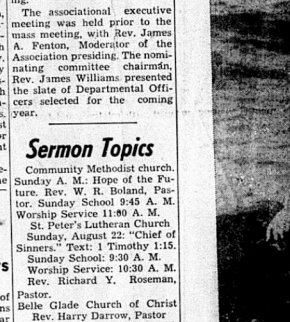 ing.
The associational executive
meeting was held prior to the
mass meeting, with Rev. James
A. Fenton, Moderator of the
Association presiding. The nomi-
nating committee chairman,
Rev. James Williams presented
the slate of Departmental Offi-
cers selected for the coming
year.
Sermon Topics
Community Methodist church.
Sunday A. M.: Hope of the Fu-
ture. Rev. W. R. Boland, Pas-
tor. Sunday School 9:45 A. M.
Worship Service 11:00 A. M.
St. Peter's Lutheran Church
Sunday, August 22: "Chief of
Sinners." Text: 1 Timothy 1:15.
Sunday School: 9:30 A. M.
Worship Service: 10:30 A. M.
Rev. Richard Y. Roseman,
Pastor.
Belle Glade Church of Christ
Rev. Harry Darrow, Pastor